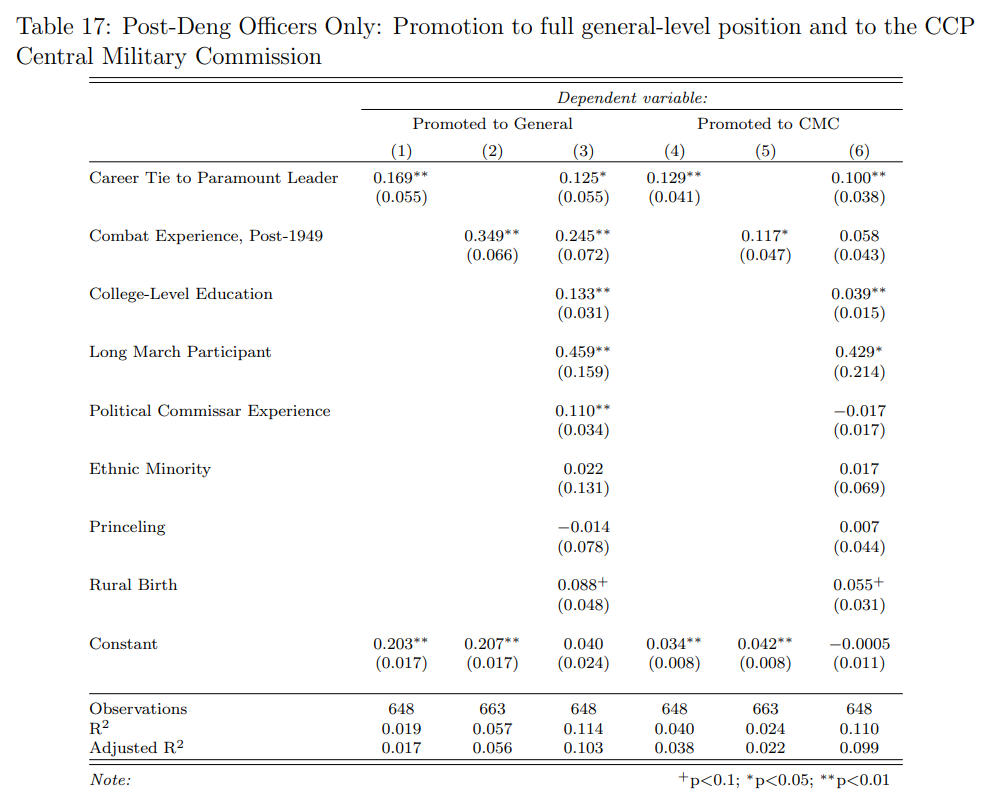 Table 17: Post-Deng Officers Only: Promotion to full general-level position and to the CCP
Central Military Commission
Dependent variable:
Promoted to General Promoted to CMC
(1) (2) (3) (4) (5) (6)
Career Tie to Paramount Leader 0.169** 0.125* 0.129** 0.100**
(0.055) (0.055) (0.041) (0.038)
Combat Experience, Post-1949 0.349** 0.245** 0.117* 0.058
(0.066) (0.072) (0.047) (0.043)
College-Level Education 0.133** 0.039**
(0.031) (0.015)
Long March Participant 0.459** 0.429*
(0.159) (0.214)
Political Commissar Experience 0.110** −0.017
(0.034) (0.017)
Ethnic Minority 0.022 0.017
(0.131) (0.069)
Princeling −0.014 0.007
(0.078) (0.044)
Rural Birth 0.088+ 0.055+
(0.048) (0.031)
Constant 0.203** 0.207** 0.040 0.034** 0.042** −0.0005
(0.017) (0.017) (0.024) (0.008) (0.008) (0.011)
Observations 648 663 648 648 663 648
R2 0.019 0.057 0.114 0.040 0.024 0.110
Adjusted R2 0.017 0.056 0.103 0.038 0.022 0.099
Note: +p<0.1; *p<0.05; **p<0.01